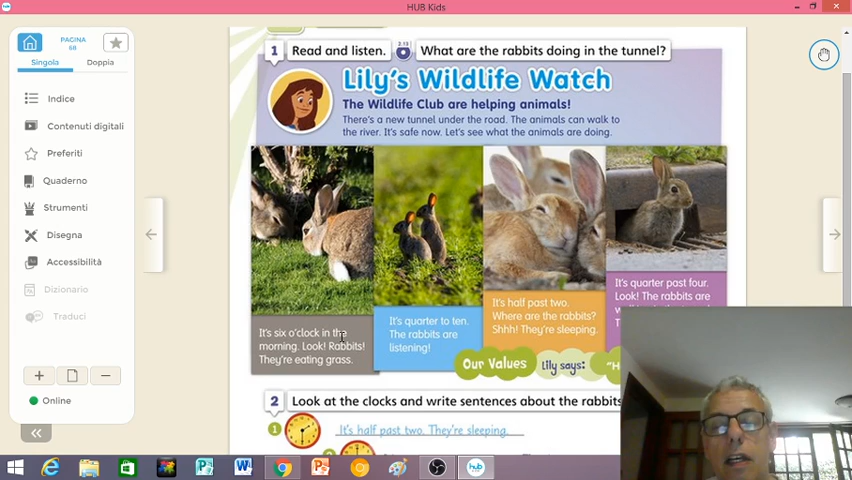 HUB Kids
PAGINA
68
Singola
Doppia
Indice
Contenuti digitali
Preferiti
Quaderno
Strumenti
Disegna
Accessibilità
Dizionario
Traduci
Online
1 Read and listen. 2.13 What are the rabbits doing in the tunnel?
Lily's Wildlife Watch
The Wildlife Club are helping animals!
There's a new tunnel under the road. The animals can walk to
the river. It's safe now. Let's see what the animals are doing.
It's six o'clock in the
morning. Look! Rabbits!
They're eating grass.
It's quarter to ten.
The rabbits are
listening!
It's half past two.
Where are the rabbits?
Shhh! They're sleeping.
It's quarter past four.
Look! The rabbits are
Our Values
Lily says:
2 Look at the clocks and write sentences about the rabbits
1 It's half past two. They're sleeping.
hub